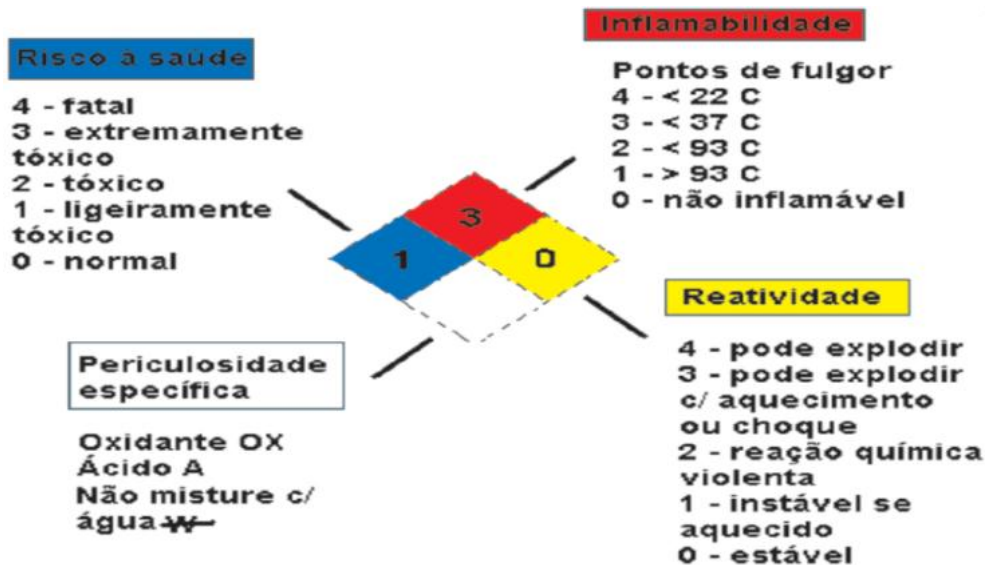 Risco à saúde
4 - fatal
3 - extremamente
tóxico
2 - tóxico
1 - ligeiramente
tóxico
0 - normal
Inflamabilidade
Pontos de fulgor
4 - < 22 C
3 - < 37 C
2 - < 93 C
1 - > 93 C
0 - não inflamável
3
1
0
Periculosidade
específica
Oxidante OX
Ácido A
Não misture c/
água W
Reatividade
4 - pode explodir
3 - pode explodir
c/ aquecimento
ou choque
2 - reação química
violenta
1 - instável se
aquecido
0 - estável